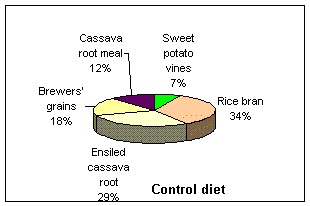 Cassava
root meal
12%
Sweet
potato
vines
7%
Brewers'
grains
18%
Rice bran
34%
Ensiled
cassava
root
29%
Control diet